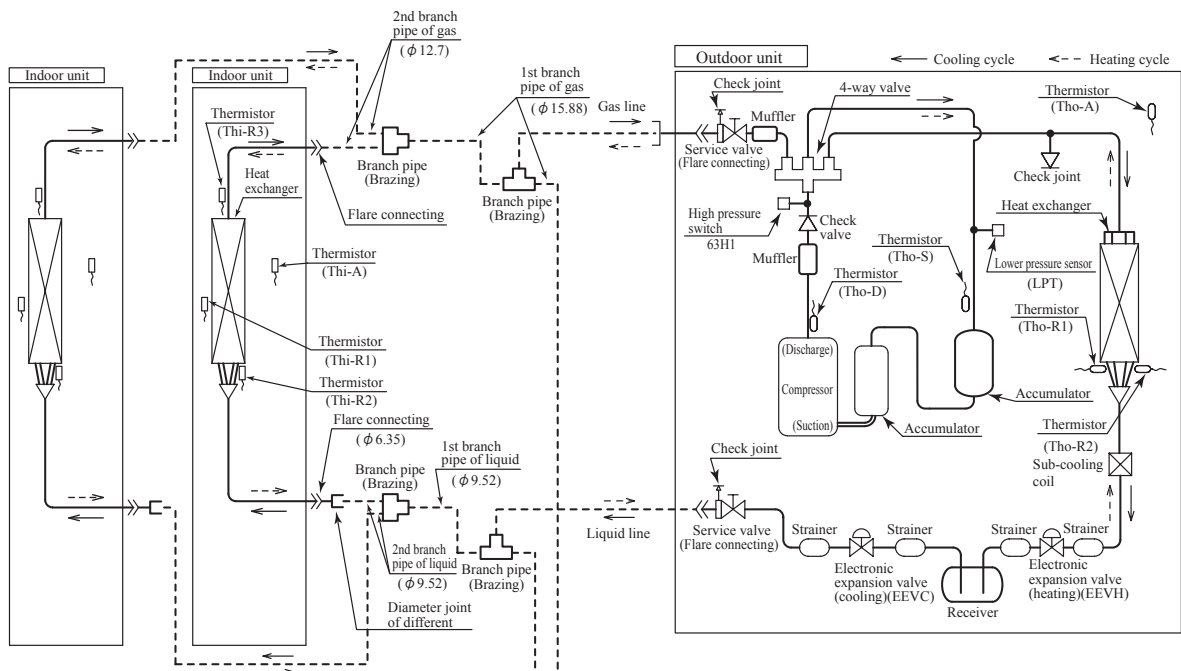 Indoor unit
Indoor unit
2nd branch
pipe of gas
(φ12.7)
1st branch
pipe of gas
(φ15.88)
Gas line
Thermistor
(Thi-R3)
Heat
exchanger
Branch pipe
(Brazing)
Branch pipe
(Brazing)
Flare connecting
Thermistor
(Thi-A)
Thermistor
(Thi-R1)
Thermistor
(Thi-R2)
Flare connecting
(φ6.35)
Branch pipe
(Brazing)
1st branch
pipe of liquid
(φ9.52)
2nd branch
pipe of liquid
(φ9.52)
Branch pipe
(Brazing)
Diameter joint
of different
Liquid line
Outdoor unit
Cooling cycle
Heating cycle
Check joint
4-way valve
Thermistor
(Tho-A)
Muffler
Service valve
(Flare connecting)
Check joint
High pressure
switch
63H1
Check
valve
Muffler
Thermistor
(Tho-S)
Heat exchanger
Lower pressure sensor
(LPT)
Thermistor
(Tho-D)
Thermistor
(Tho-R1)
(Discharge)
Compressor
(Suction)
Accumulator
Accumulator
Thermistor
(Tho-R2)
Sub-cooling
coil
Check joint
Service valve
(Flare connecting)
Strainer
Strainer
Strainer
Strainer
Electronic
expansion valve
(cooling)(EEVC)
Receiver
Electronic
expansion valve
(heating)(EEVH)